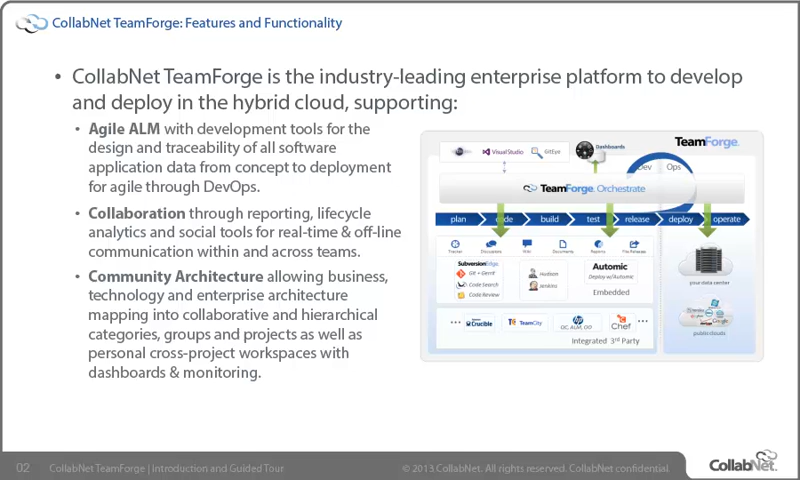 CollabNet TeamForge: Features and Functionality
• CollabNet TeamForge is the industry-leading enterprise platform to develop
and deploy in the hybrid cloud, supporting:
• Agile ALM with development tools for the
design and traceability of all software
application data from concept to deployment
for agile through DevOps.
• Collaboration through reporting, lifecycle
analytics and social tools for real-time & off-line
communication within and across teams.
• Community Architecture allowing business,
technology and enterprise architecture
mapping into collaborative and hierarchical
categories, groups and projects as well as
personal cross-project workspaces with
dashboards & monitoring.
VisualStudio GitEye Dashboards TeamForge.
Dev Ops
TeamForge. Orchestrate
plan code build test release deploy operate
Tracker Discussions Wiki Documents Reports File Releases
SubversionEdge.
Git + Gerrit
Code Search
Code Review
Hudson
Jenkins
Automic
Deploy w/Automic
Embedded
your data center
Google
public clouds
••• Crucible TeamCity QC, ALM, UO Chef •••
Integrated 3rd Party
02 CollabNet TeamForge | Introduction and Guided Tour © 2013 CollabNet. All rights reserved. CollabNet confidential. CollabNet.